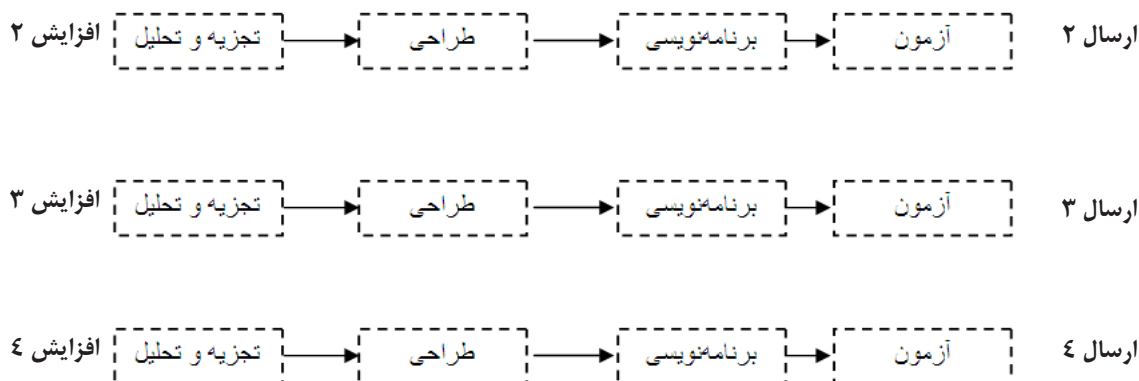 افزایش ۲ تجزیه و تحلیل طراحی برنامه‌نویسی آزمون ارسال ۲
افزایش ۳ تجزیه و تحلیل طراحی برنامه‌نویسی آزمون ارسال ۳
افزایش ٤ تجزیه و تحلیل طراحی برنامه‌نویسی آزمون ارسال ٤